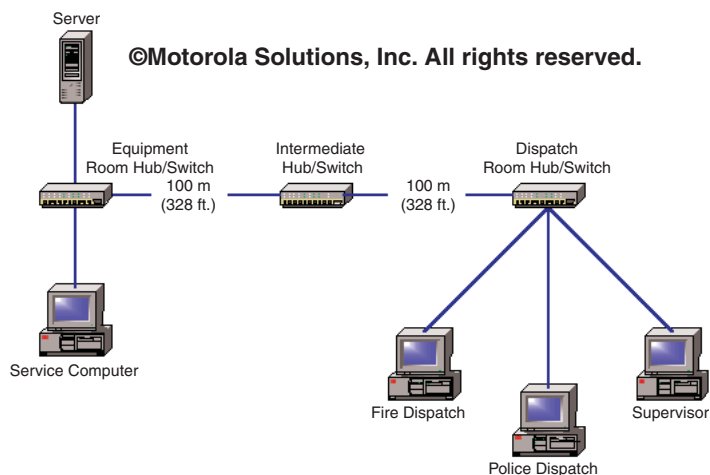 Server
©Motorola Solutions, Inc. All rights reserved.
Equipment
Room Hub/Switch
Intermediate
Hub/Switch
Dispatch
Room Hub/Switch
100 m
(328 ft.)
100 m
(328 ft.)
Service Computer
Fire Dispatch
Supervisor
Police Dispatch